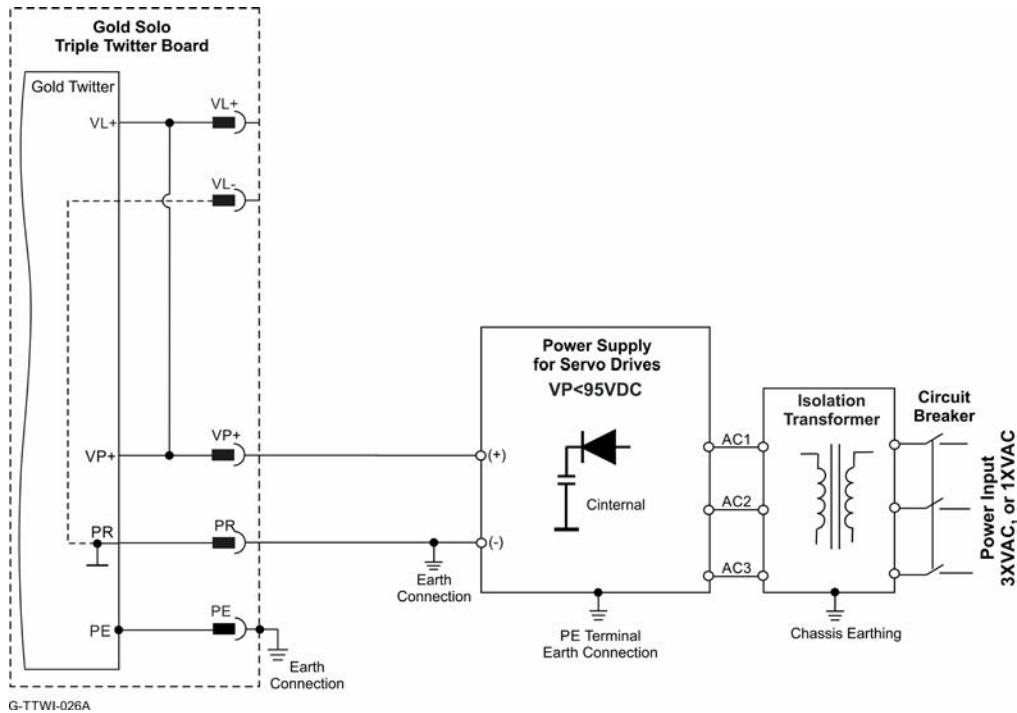 Gold Solo
Triple Twitter Board
Gold Twitter
VL+
VL+
VL-
VP+
VP+
PR
PR
PE
PE
Earth
Connection
Earth
Connection
Power Supply
for Servo Drives
VP<95VDC
(+)
(-)
Cinternal
PE Terminal
Earth Connection
AC1
AC2
AC3
Isolation
Transformer
Chassis Earthing
Circuit
Breaker
Power Input
3XVAC, or 1XVAC
G-TTWI-026A